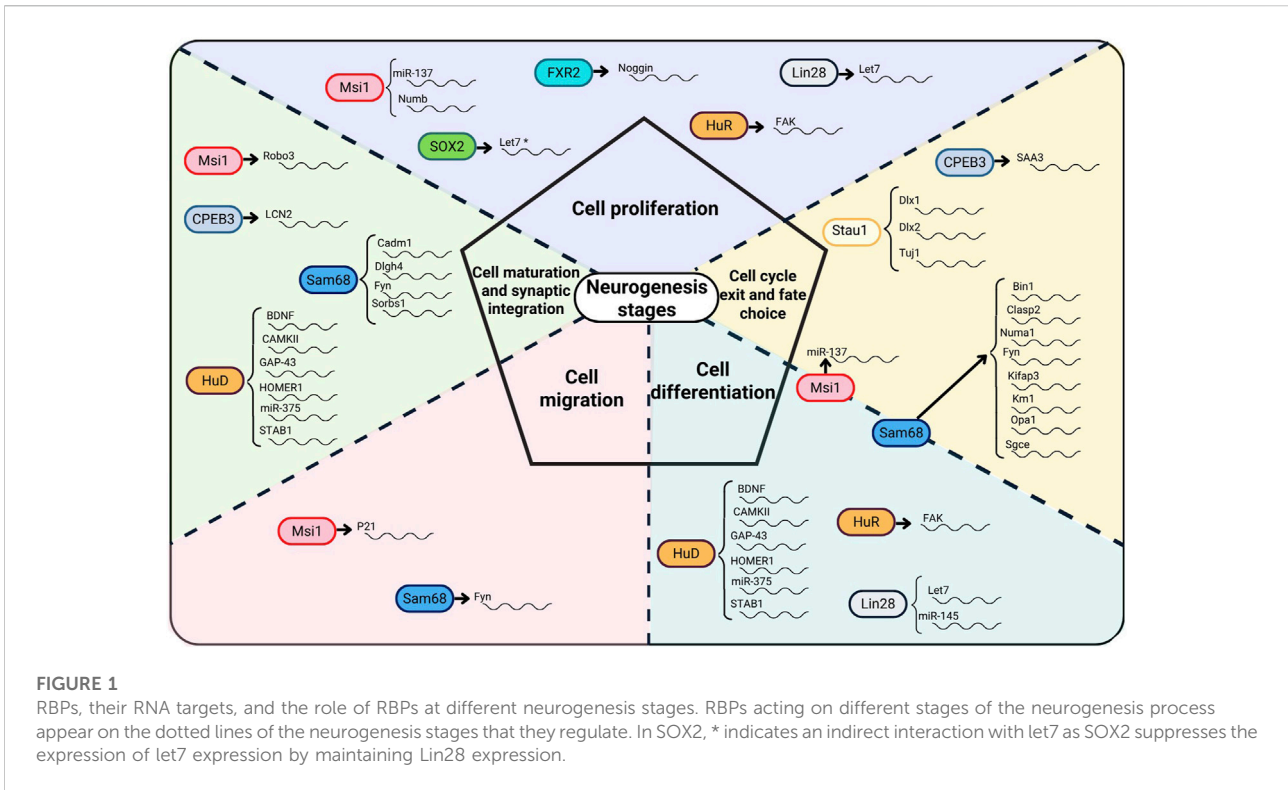 Msi1
miR-137
Numb
FXR2
Noggin
Lin28
Let7
SOX2
Let7 *
HuR
FAK
Cell proliferation
Msi1
Robo3
CPEB3
LCN2
Sam68
Cadm1
Dlgh4
Fyn
Sorbs1
HuD
BDNF
CAMKII
GAP-43
HOMER1
miR-375
STAB1
Cell maturation
and synaptic
integration
Neurogenesis
stages
Cell cycle
exit and fate
choice
CPEB3
SAA3
Stau1
Dlx1
Dlx2
Tuj1
miR-137
Msi1
Sam68
Bin1
Clasp2
Numa1
Fyn
Kifap3
Km1
Opa1
Sgce
Cell
migration
Cell
differentiation
Msi1
P21
Sam68
Fyn
HuD
BDNF
CAMKII
GAP-43
HOMER1
miR-375
STAB1
HuR
FAK
Lin28
Let7
miR-145
FIGURE 1
RBPs, their RNA targets, and the role of RBPs at different neurogenesis stages. RBPs acting on different stages of the neurogenesis process
appear on the dotted lines of the neurogenesis stages that they regulate. In SOX2, * indicates an indirect interaction with let7 as SOX2 suppresses the
expression of let7 expression by maintaining Lin28 expression.